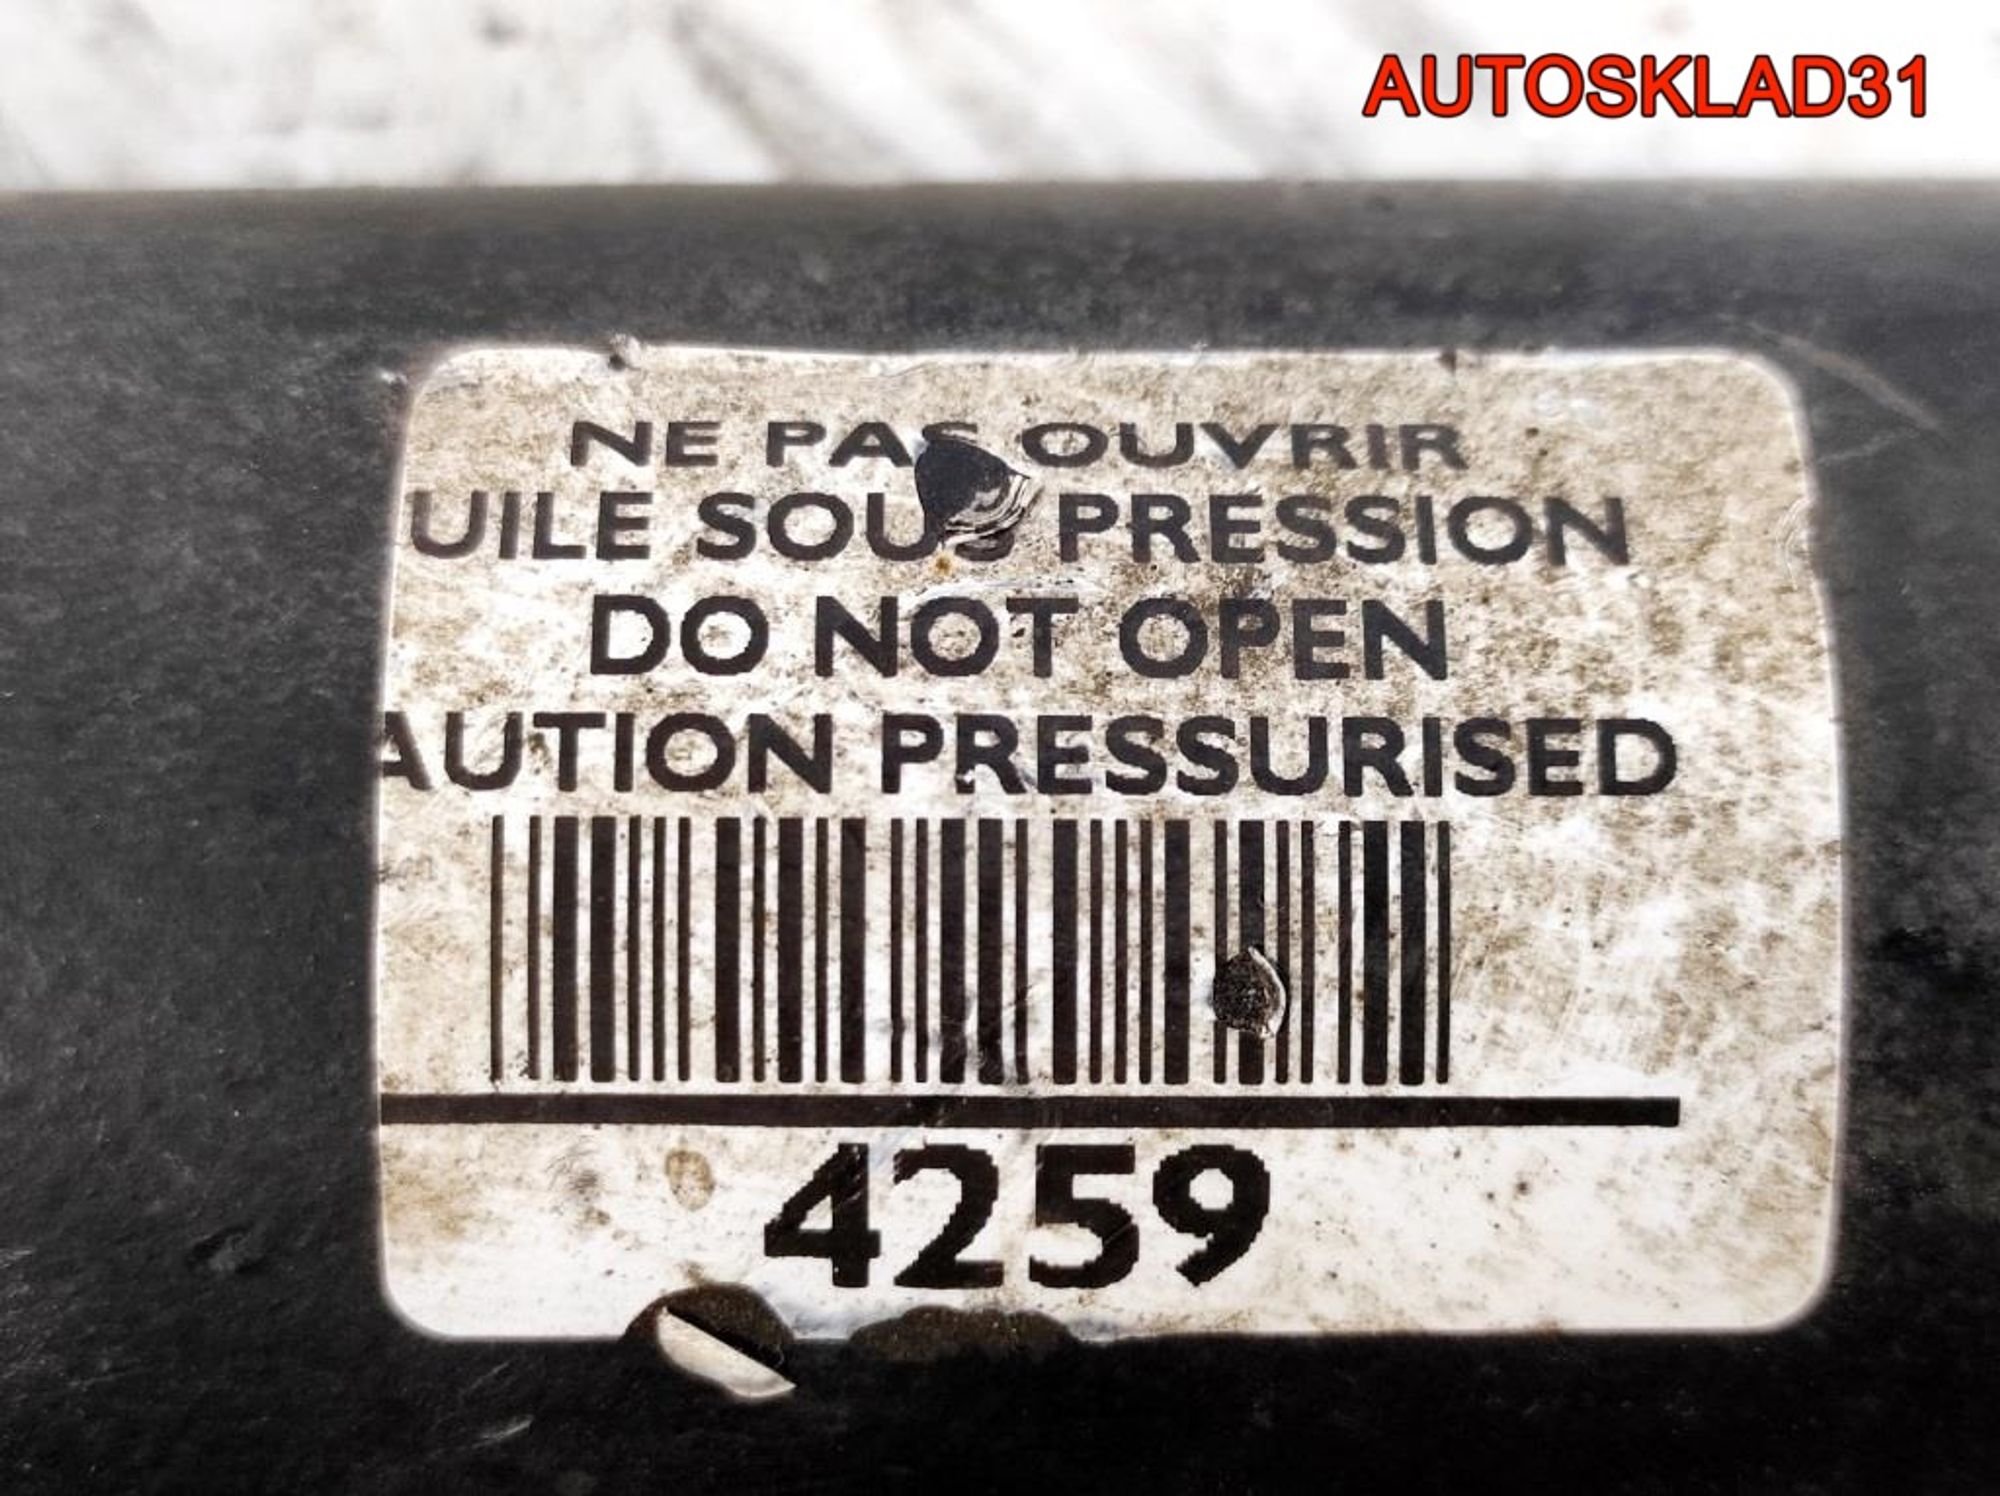 AUTOSKLAD31
NE PAS OUVRIR
UILE SOUS PRESSION
DO NOT OPEN
AUTION PRESSURISED
4259